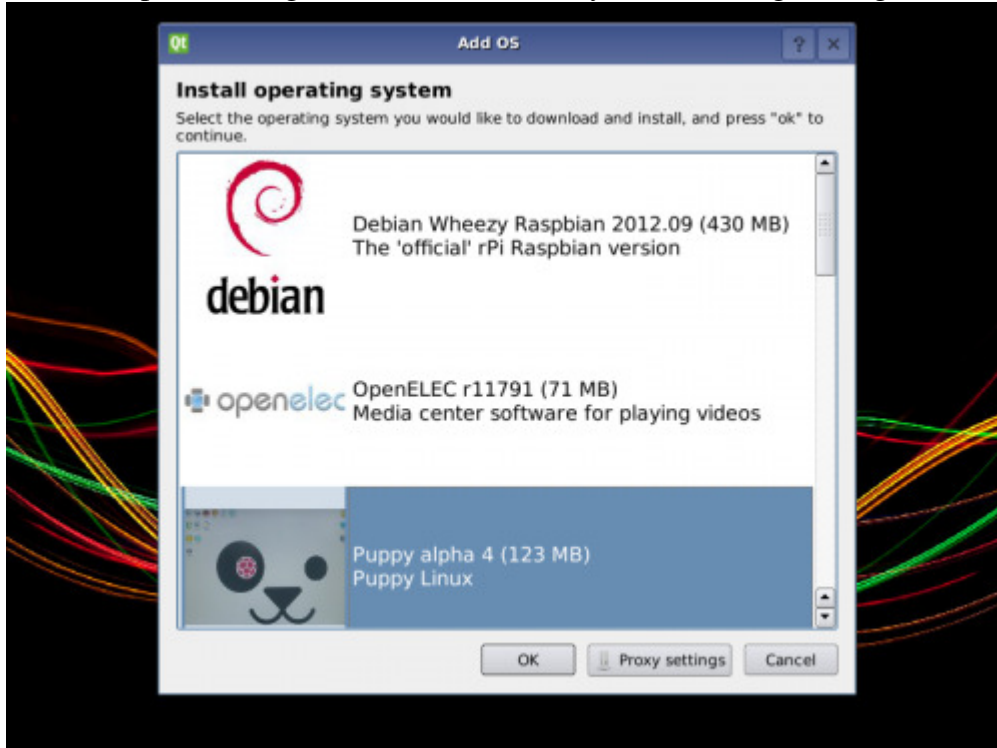 Qt
Add OS
?
Install operating system
Select the operating system you would like to download and install, and press "ok" to
continue.
debian
Debian Wheezy Raspbian 2012.09 (430 MB)
The 'official' rPi Raspbian version
openelec
OpenELEC r11791 (71 MB)
Media center software for playing videos
Puppy alpha 4 (123 MB)
Puppy Linux
OK
Proxy settings
Cancel